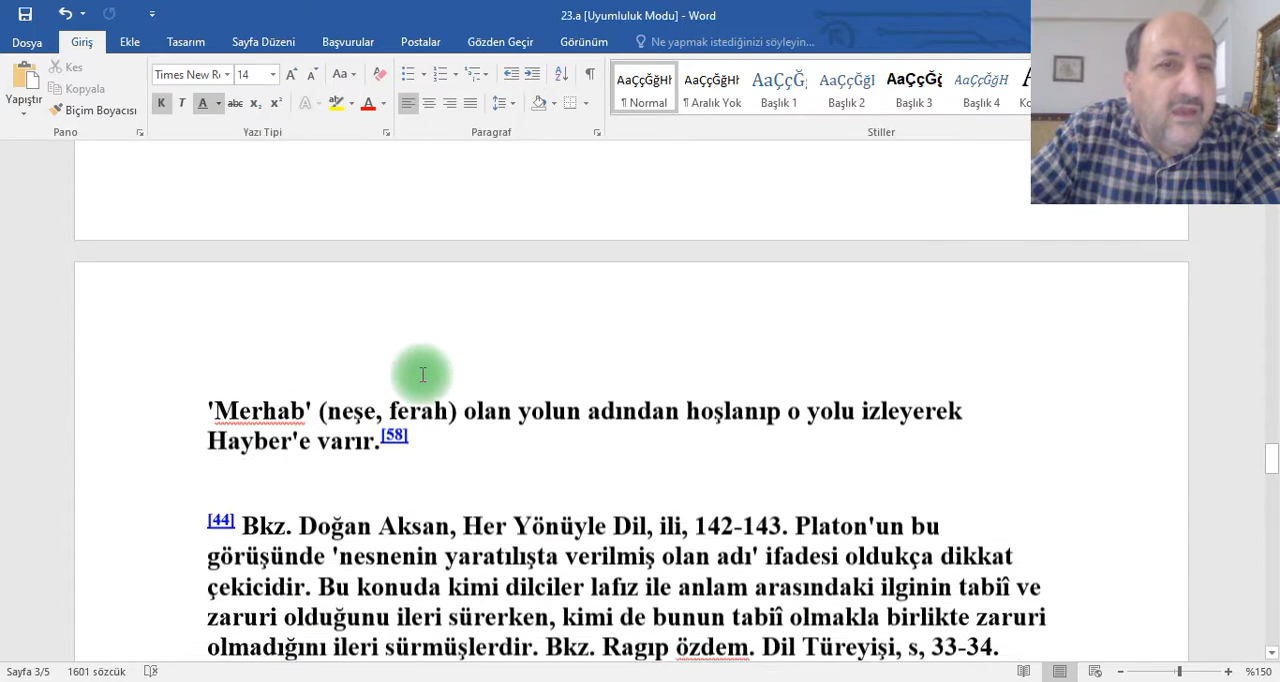 23.a [Uyumluluk Modu] - Word
Dosya Giriş Ekle Tasarım Sayfa Düzeni Başvurular Postalar Gözden Geçir Görünüm Ne yapmak istediğinizi söyleyin...
Yapıştır
Kes
Kopyala
Biçim Boyacısı
Times New R 14
K T A abc x₂ x²
AaÇçĞğHł AaÇçĞğHł AaÇçĞ AaÇçĞğI AaÇçĞğ AaÇçĞğH
¶ Normal ¶ Aralık Yok Başlık 1 Başlık 2 Başlık 3 Başlık 4
Pano Yazı Tipi Paragraf Stiller
'Merhab' (neşe, ferah) olan yolun adından hoşlanıp o yolu izleyerek
Hayber'e varır.[58]
[44] Bkz. Doğan Aksan, Her Yönüyle Dil, ili, 142-143. Platon'un bu
görüşünde 'nesnenin yaratılışta verilmiş olan adı' ifadesi oldukça dikkat
çekicidir. Bu konuda kimi dilciler lafız ile anlam arasındaki ilginin tabiî ve
zaruri olduğunu ileri sürerken, kimi de bunun tabiî olmakla birlikte zaruri
olmadığını ileri sürmüşlerdir. Bkz. Ragıp özdem. Dil Türeyişi, s, 33-34.
Sayfa 3/5 1601 sözcük %150